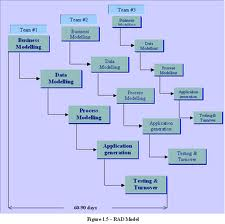 Team #1
Business
Modelling
Data
Modelling
Process
Modelling
Application
generation
Testing &
Turnover
Team #2
Business
Modelling
Data
Modelling
Process
Modelling
Application
generation
Testing &
Turnover
Team #3
Business
Modelling
Data
Modelling
Process
Modelling
Application
generation
Testing &
Turnover
60-90 days
Figure 1.5 - RAD Model